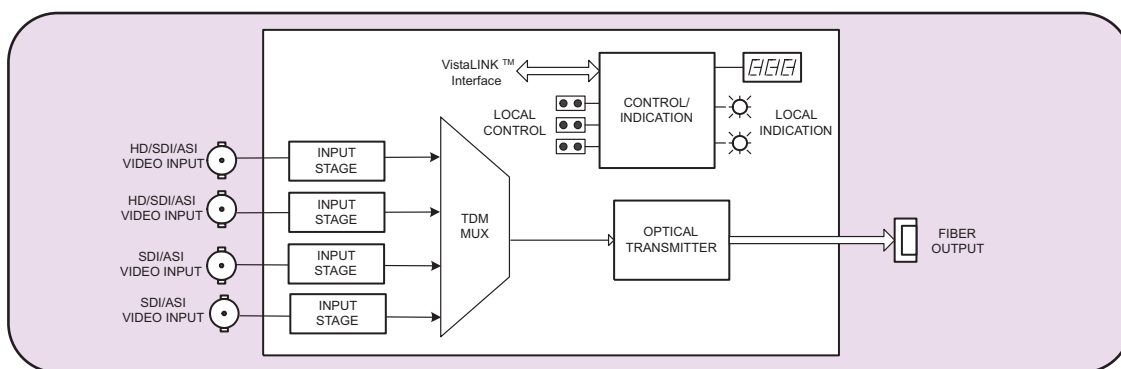 VistaLINK ™
Interface
LOCAL
CONTROL
CONTROL/
INDICATION
LOCAL
INDICATION
HD/SDI/ASI
VIDEO INPUT
INPUT
STAGE
HD/SDI/ASI
VIDEO INPUT
INPUT
STAGE
SDI/ASI
VIDEO INPUT
INPUT
STAGE
SDI/ASI
VIDEO INPUT
INPUT
STAGE
TDM
MUX
OPTICAL
TRANSMITTER
FIBER
OUTPUT